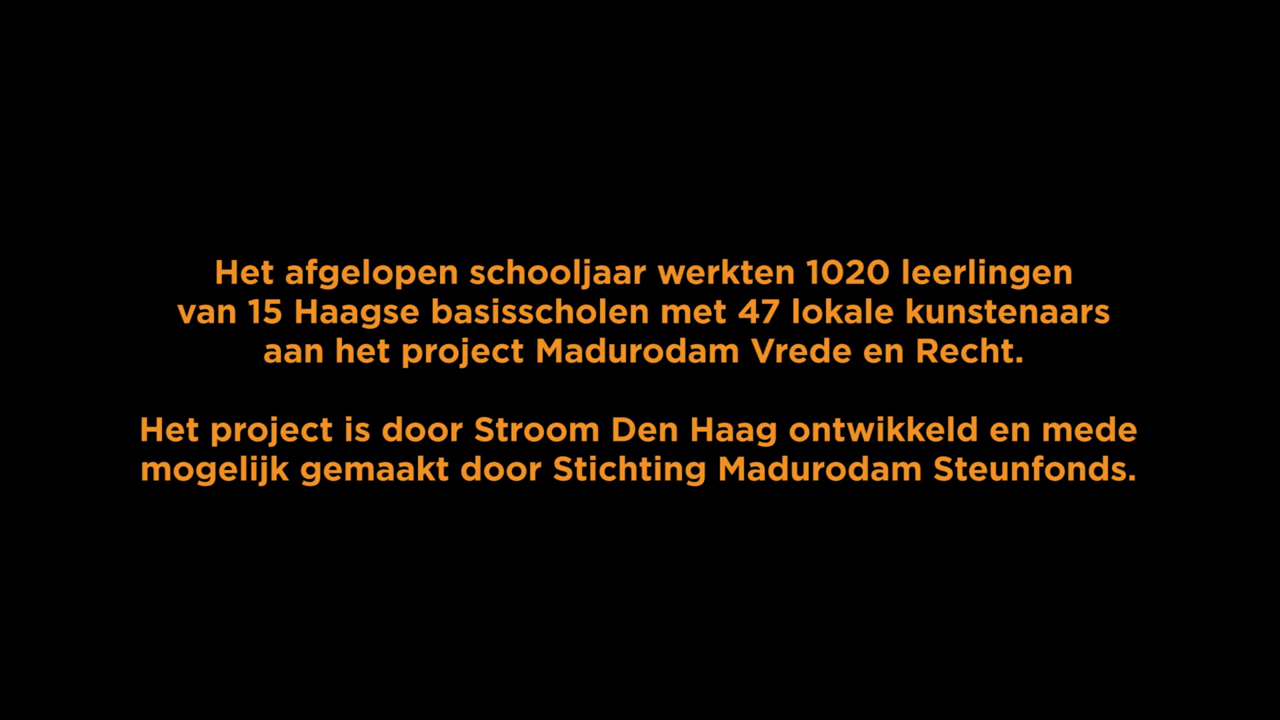 Het afgelopen schooljaar werkten 1020 leerlingen
van 15 Haagse basisscholen met 47 lokale kunstenaars
aan het project Madurodam Vrede en Recht.
Het project is door Stroom Den Haag ontwikkeld en mede
mogelijk gemaakt door Stichting Madurodam Steunfonds.